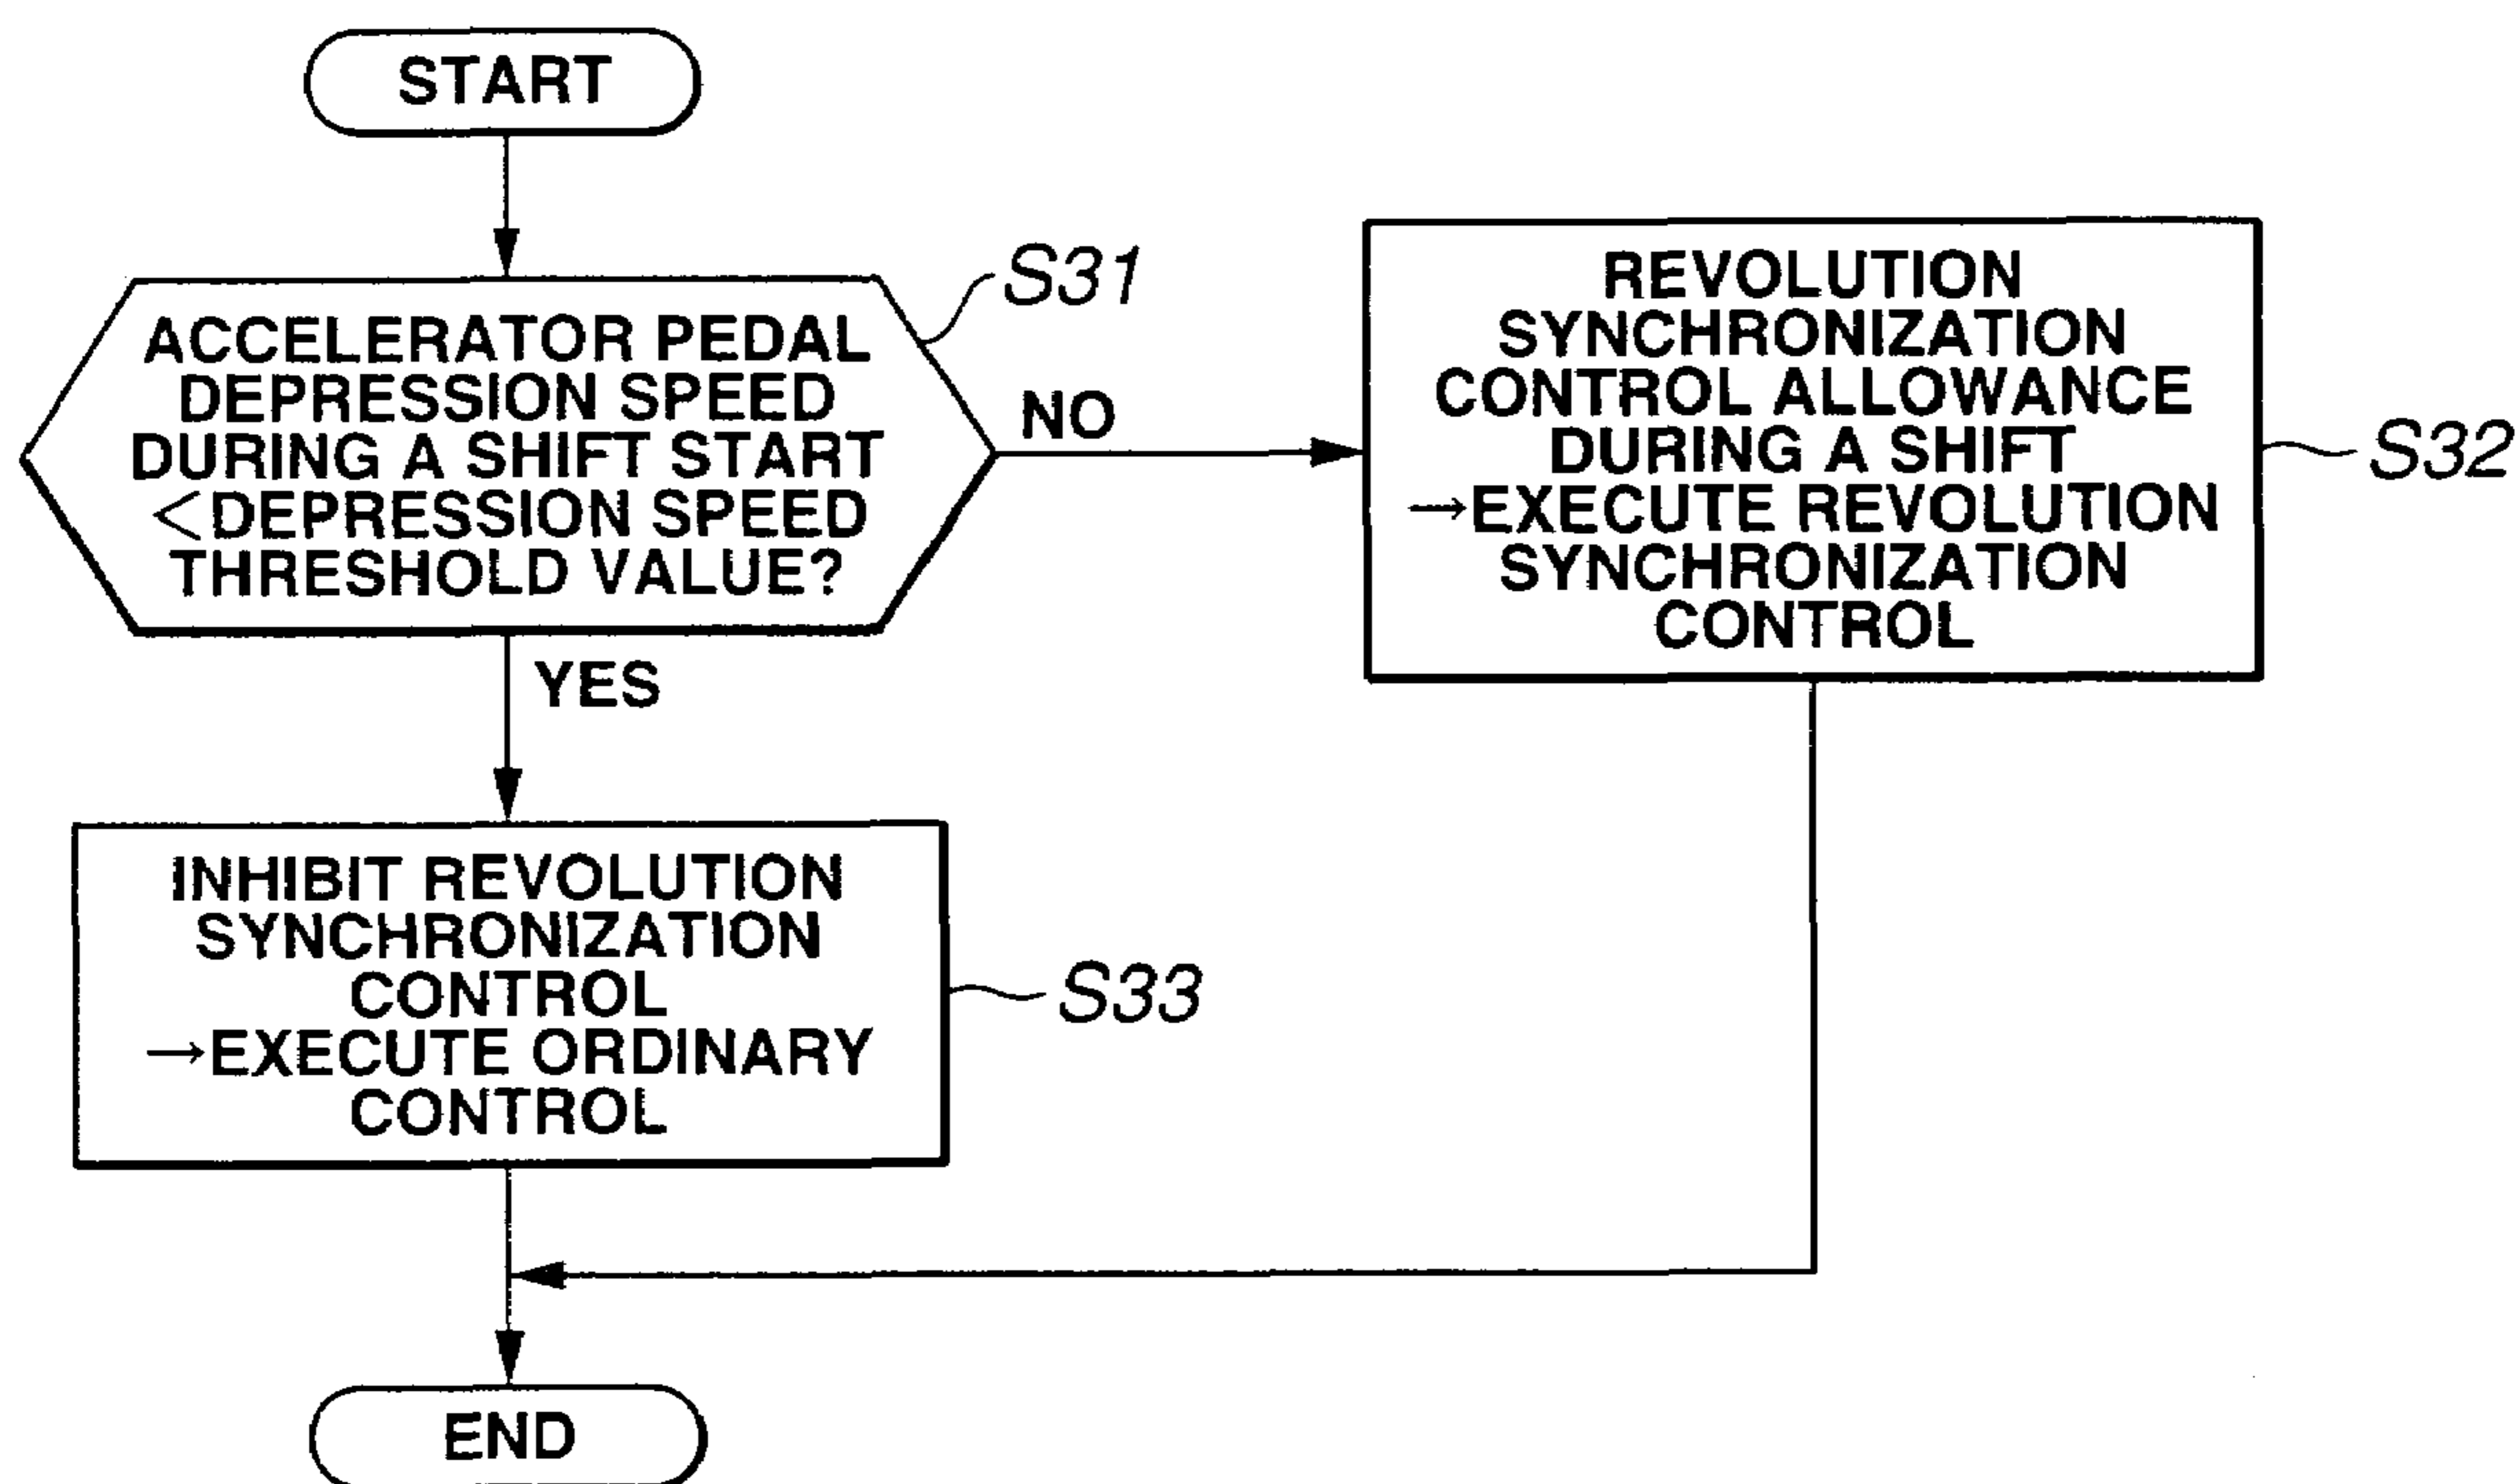 START
S31
ACCELERATOR PEDAL
DEPRESSION SPEED
DURING A SHIFT START
<DEPRESSION SPEED
THRESHOLD VALUE?
NO
REVOLUTION
SYNCHRONIZATION
CONTROL ALLOWANCE
DURING A SHIFT
→EXECUTE REVOLUTION
SYNCHRONIZATION
CONTROL
S32
YES
INHIBIT REVOLUTION
SYNCHRONIZATION
CONTROL
→EXECUTE ORDINARY
CONTROL
S33
END